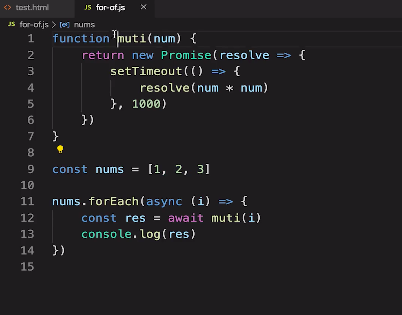 test.html for-of.js ×
for-of.js > nums
1 function muti(num) {
2 return new Promise(resolve => {
3 setTimeout(() => {
4 resolve(num * num)
5 }, 1000)
6 })
7 }
8
9 const nums = [1, 2, 3]
10
11 nums.forEach(async (i) => {
12 const res = await muti(i)
13 console.log(res)
14 })
15